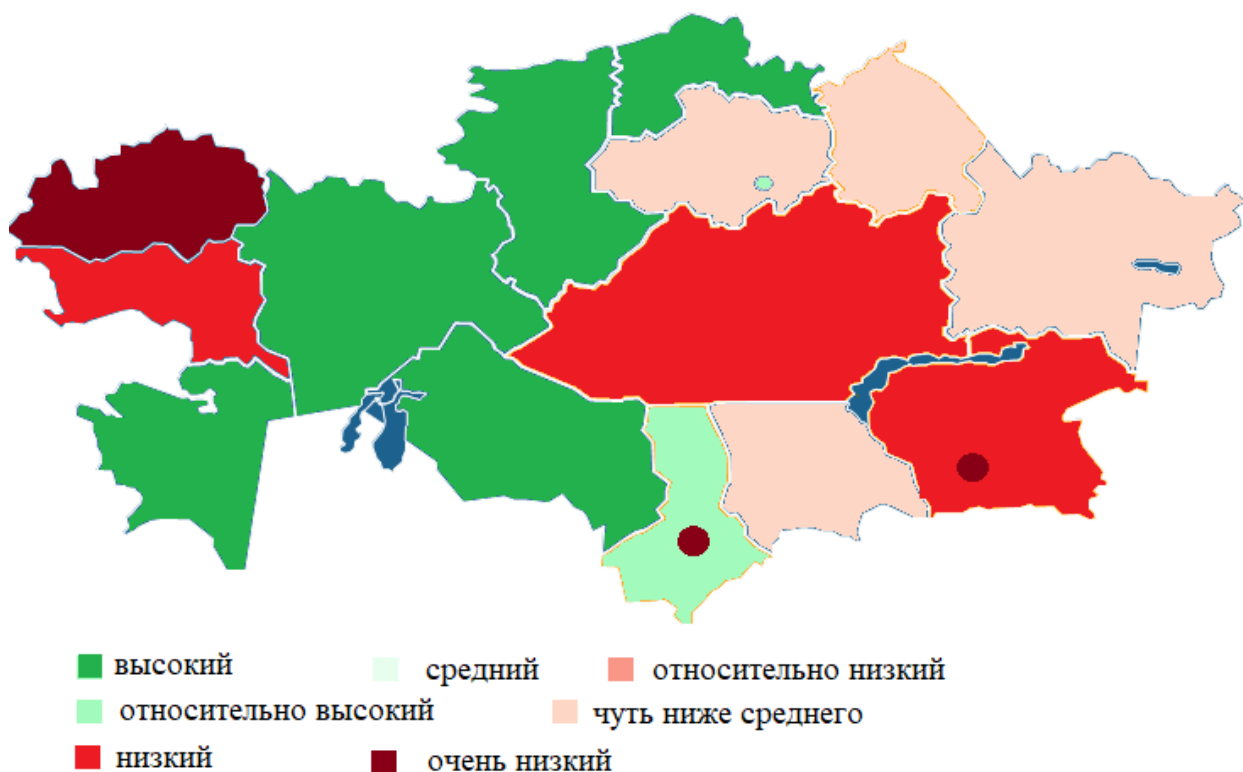 высокий средний относительно низкий
относительно высокий чуть ниже среднего
низкий очень низкий